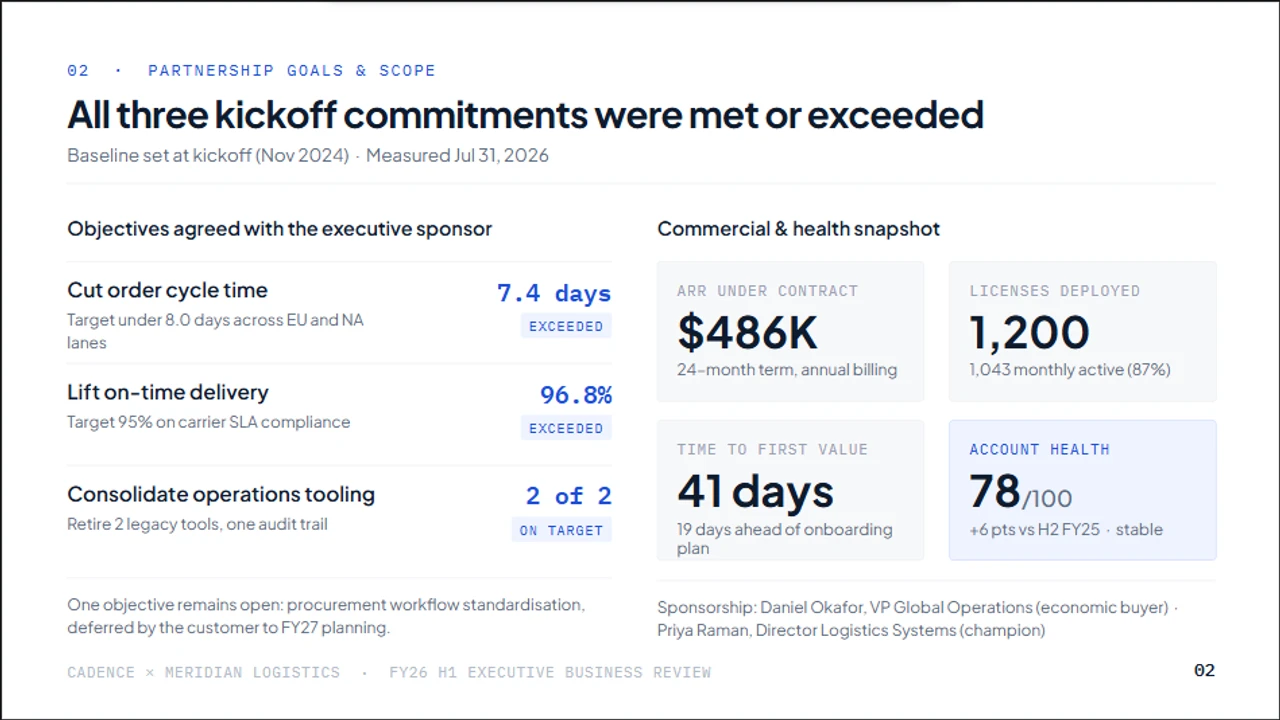 02 · PARTNERSHIP GOALS & SCOPE
All three kickoff commitments were met or exceeded
Baseline set at kickoff (Nov 2024) · Measured Jul 31, 2026
Objectives agreed with the executive sponsor
Cut order cycle time
7.4 days
Target under 8.0 days across EU and NA
lanes
EXCEEDED
Lift on-time delivery
96.8%
Target 95% on carrier SLA compliance
EXCEEDED
Consolidate operations tooling
2 of 2
Retire 2 legacy tools, one audit trail
ON TARGET
One objective remains open: procurement workflow standardisation,
deferred by the customer to FY27 planning.
Commercial & health snapshot
ARR UNDER CONTRACT
$486K
24-month term, annual billing
LICENSES DEPLOYED
1,200
1,043 monthly active (87%)
TIME TO FIRST VALUE
41 days
19 days ahead of onboarding
plan
ACCOUNT HEALTH
78/100
+6 pts vs H2 FY25 · stable
Sponsorship: Daniel Okafor, VP Global Operations (economic buyer) ·
Priya Raman, Director Logistics Systems (champion)
CADENCE × MERIDIAN LOGISTICS · FY26 H1 EXECUTIVE BUSINESS REVIEW
02